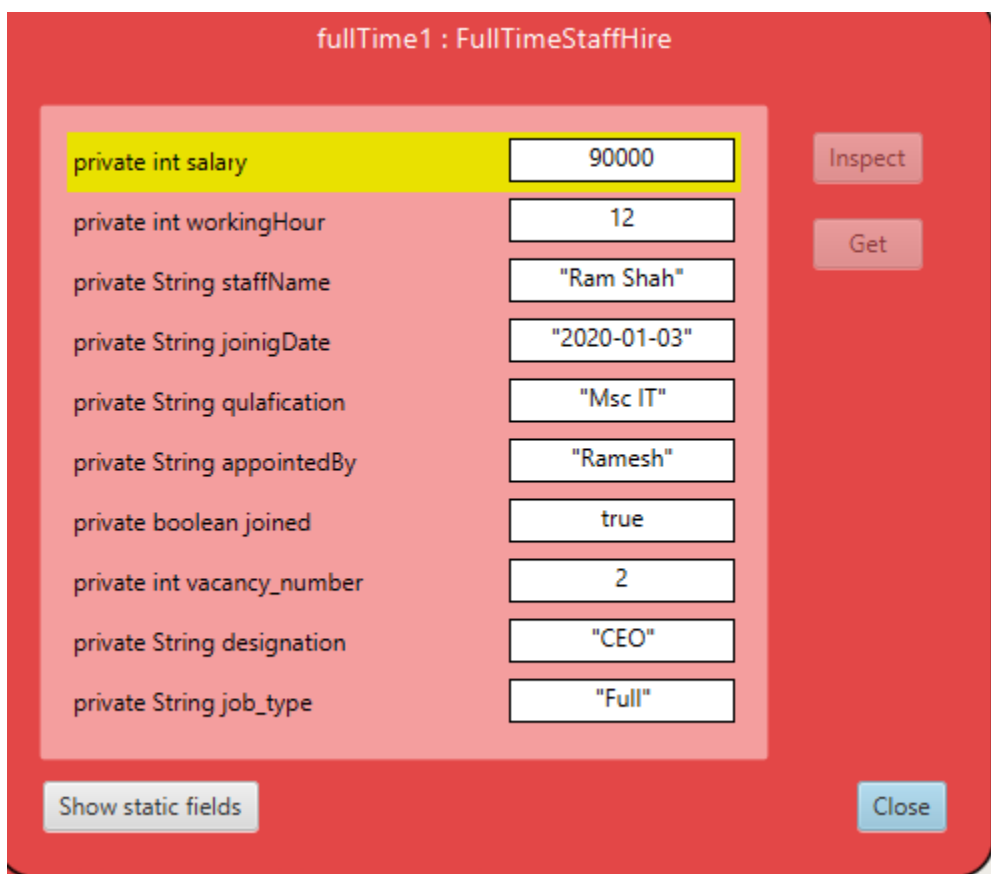 fullTime1 : FullTimeStaffHire
private int salary 90000
Inspect
private int workingHour 12
Get
private String staffName "Ram Shah"
private String joinigDate "2020-01-03"
private String qulafication "Msc IT"
private String appointedBy "Ramesh"
private boolean joined true
private int vacancy_number 2
private String designation "CEO"
private String job_type "Full"
Show static fields
Close